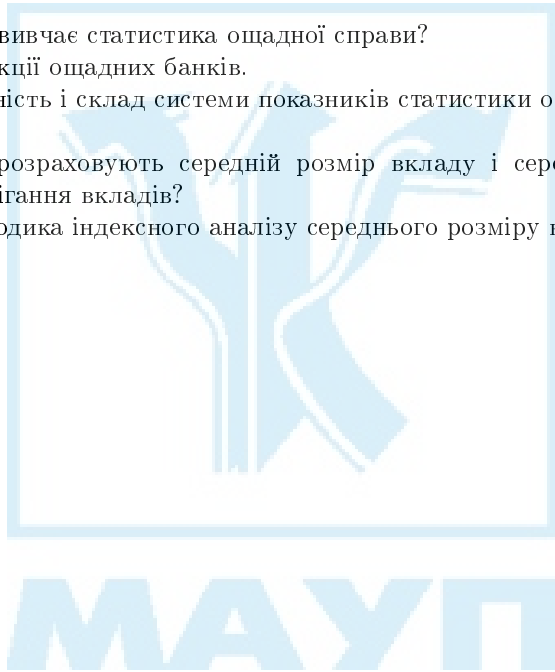 вивчає статистика ощадної справи?
кції ощадних банків.
ність і склад системи показників статистики о
розраховують середній розмір вкладу і сере
ігання вкладів?
одика індексного аналізу середнього розміру в
МАУП